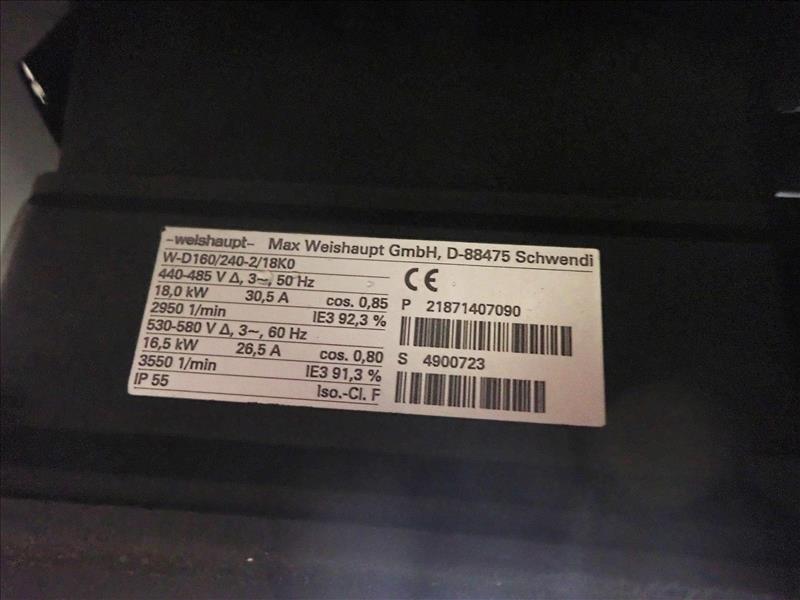 -weishaupt- Max Weishaupt GmbH, D-88475 Schwendi
W-D160/240-2/18K0
440-485 V Δ, 3~, 50 Hz
18,0 kW 30,5 A cos. 0,85
2950 1/min IE3 92,3 %
530-580 V Δ, 3~, 60 Hz
16,5 kW 26,5 A cos. 0,80
3550 1/min IE3 91,3 %
IP 55 Iso.-Cl. F
CE
P 21871407090
S 4900723